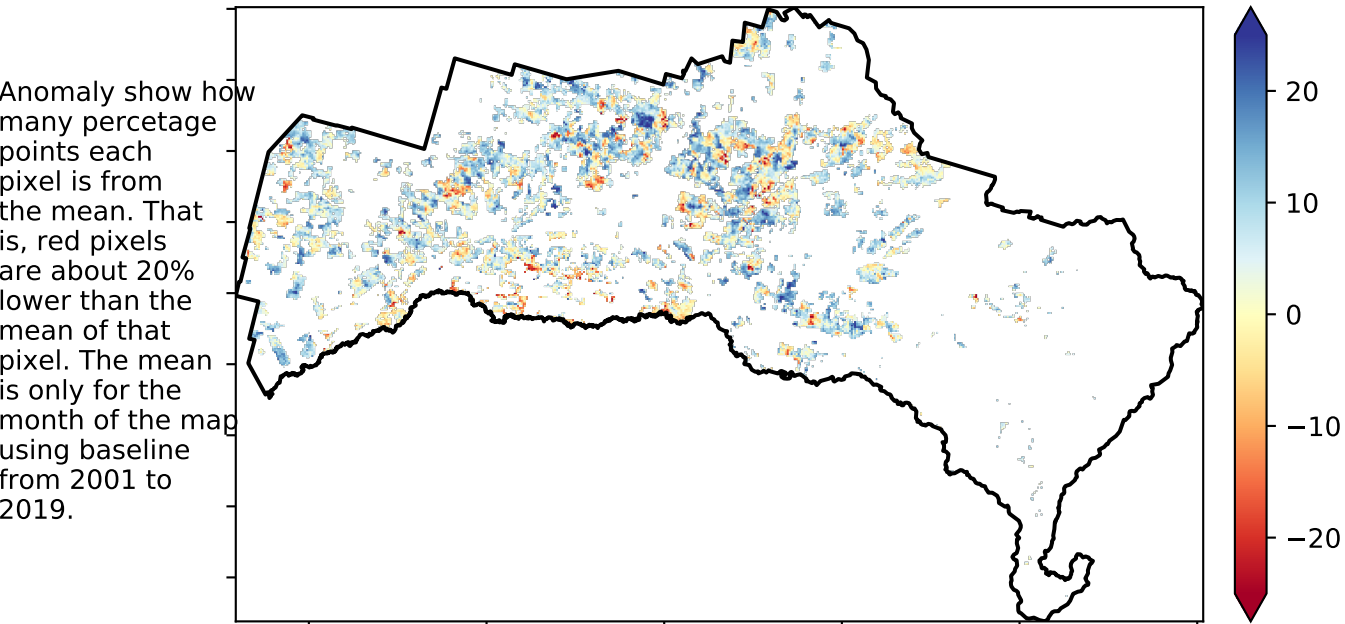 Anomaly show how
many percetage
points each
pixel is from
the mean. That
is, red pixels
are about 20%
lower than the
mean of that
pixel. The mean
is only for the
month of the map
using baseline
from 2001 to
2019.
20
10
0
−10
−20